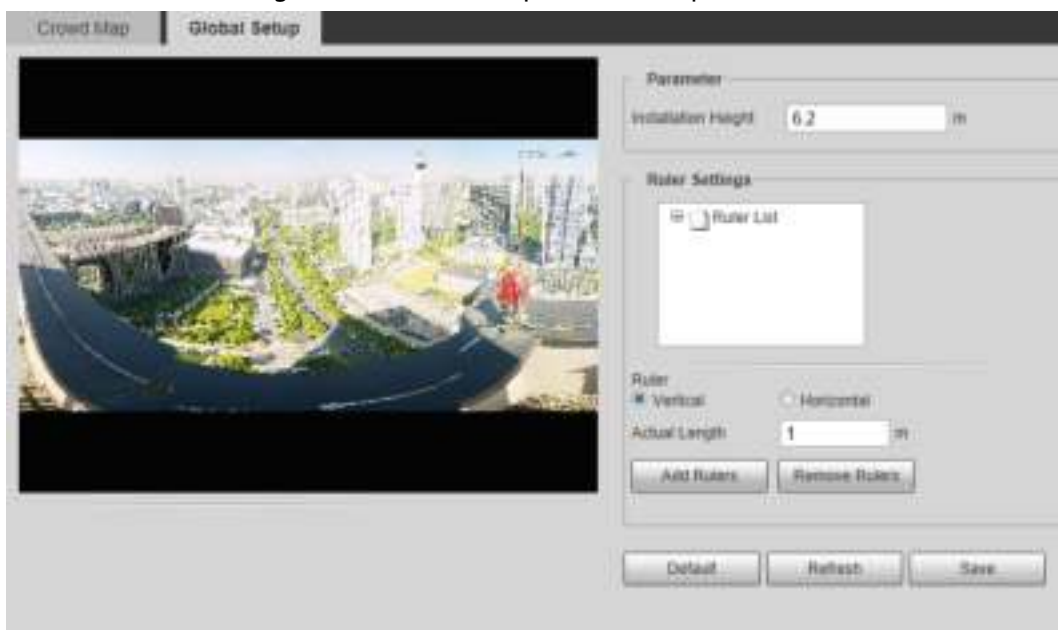 Crowd Map Global Setup
Parameter
Installation Height 6.2 m
Ruler Settings
Ruler List
Ruler
Vertical Horizontal
Actual Length 1 m
Add Rulers Remove Rulers
Default Refresh Save